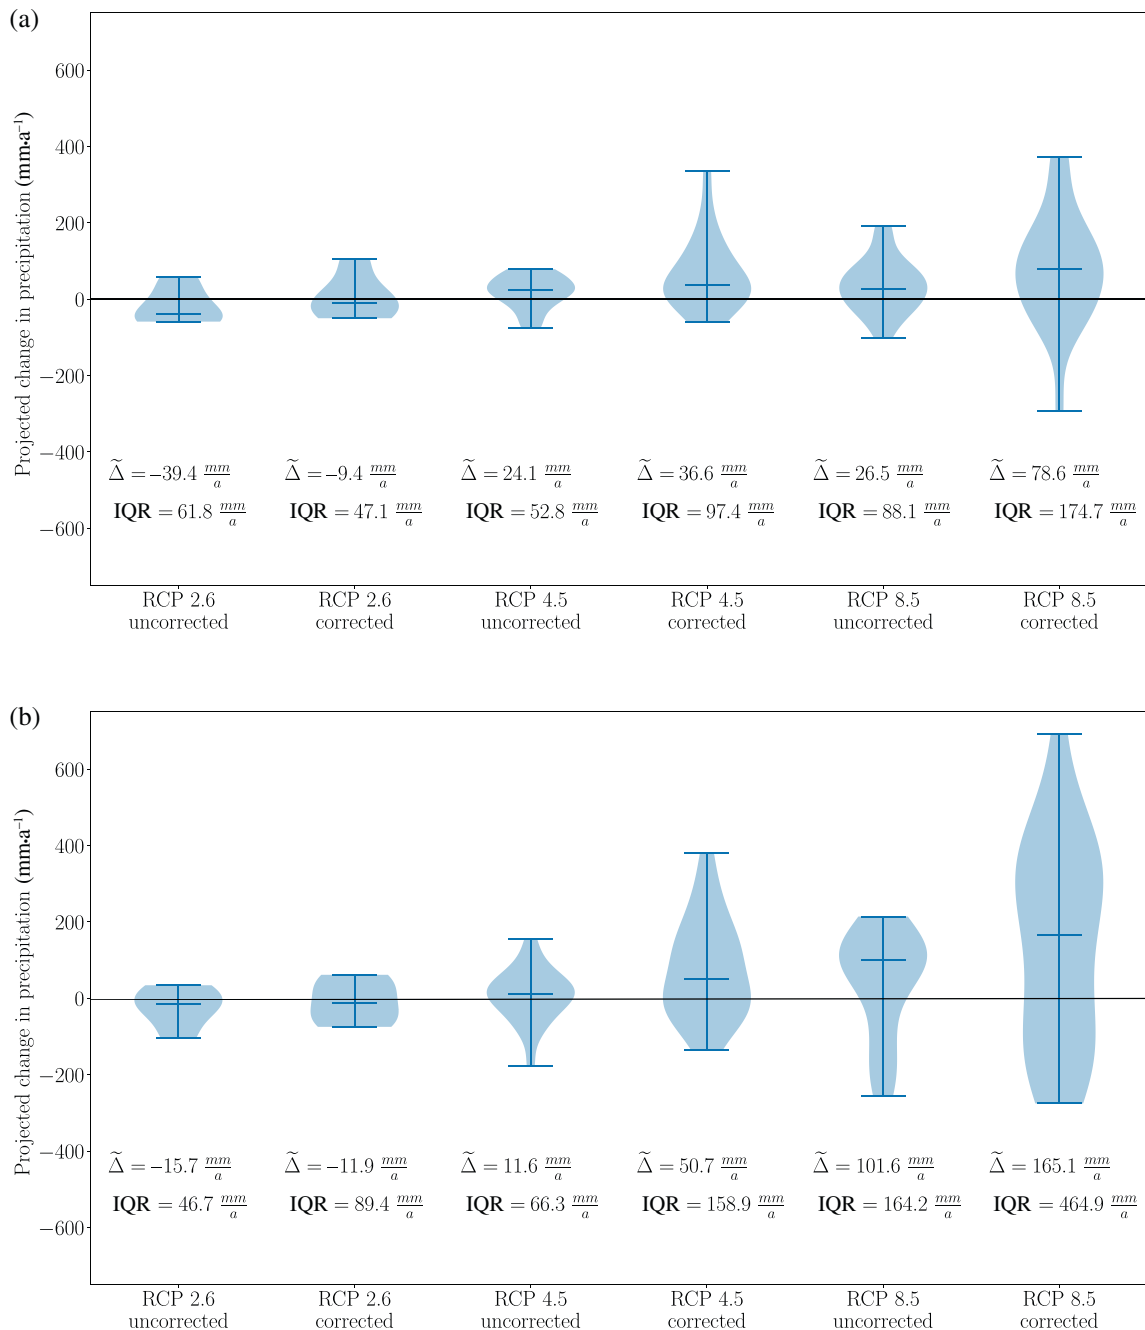 (a)
Projected change in precipitation (mm·a⁻¹)
600
400
200
0
−200
−400
−600
Δ̃ = –39.4 mm/a
Δ̃ = –9.4 mm/a
Δ̃ = 24.1 mm/a
Δ̃ = 36.6 mm/a
Δ̃ = 26.5 mm/a
Δ̃ = 78.6 mm/a
IQR = 61.8 mm/a
IQR = 47.1 mm/a
IQR = 52.8 mm/a
IQR = 97.4 mm/a
IQR = 88.1 mm/a
IQR = 174.7 mm/a
RCP 2.6
uncorrected
RCP 2.6
corrected
RCP 4.5
uncorrected
RCP 4.5
corrected
RCP 8.5
uncorrected
RCP 8.5
corrected
(b)
Projected change in precipitation (mm·a⁻¹)
600
400
200
0
−200
−400
−600
Δ̃ = –15.7 mm/a
Δ̃ = –11.9 mm/a
Δ̃ = 11.6 mm/a
Δ̃ = 50.7 mm/a
Δ̃ = 101.6 mm/a
Δ̃ = 165.1 mm/a
IQR = 46.7 mm/a
IQR = 89.4 mm/a
IQR = 66.3 mm/a
IQR = 158.9 mm/a
IQR = 164.2 mm/a
IQR = 464.9 mm/a
RCP 2.6
uncorrected
RCP 2.6
corrected
RCP 4.5
uncorrected
RCP 4.5
corrected
RCP 8.5
uncorrected
RCP 8.5
corrected